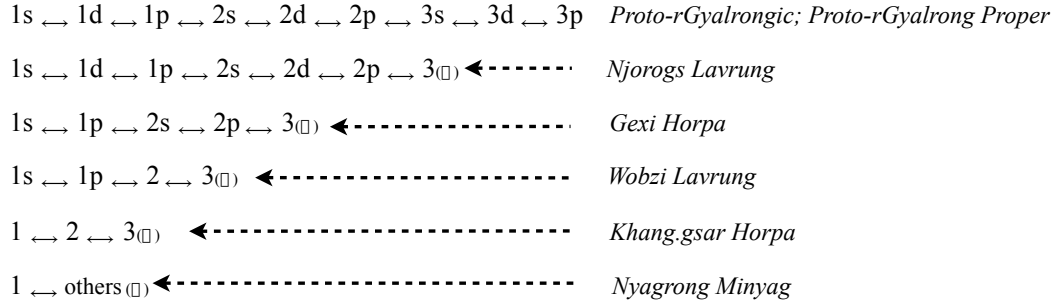 1s ↔ 1d ↔ 1p ↔ 2s ↔ 2d ↔ 2p ↔ 3s ↔ 3d ↔ 3p Proto-rGyalrongic; Proto-rGyalrong Proper
1s ↔ 1d ↔ 1p ↔ 2s ↔ 2d ↔ 2p ↔ 3(▯) Njorogs Lavrung
1s ↔ 1p ↔ 2s ↔ 2p ↔ 3(▯) Gexi Horpa
1s ↔ 1p ↔ 2 ↔ 3(▯) Wobzi Lavrung
1 ↔ 2 ↔ 3(▯) Khang.gsar Horpa
1 ↔ others (▯) Nyagrong Minyag